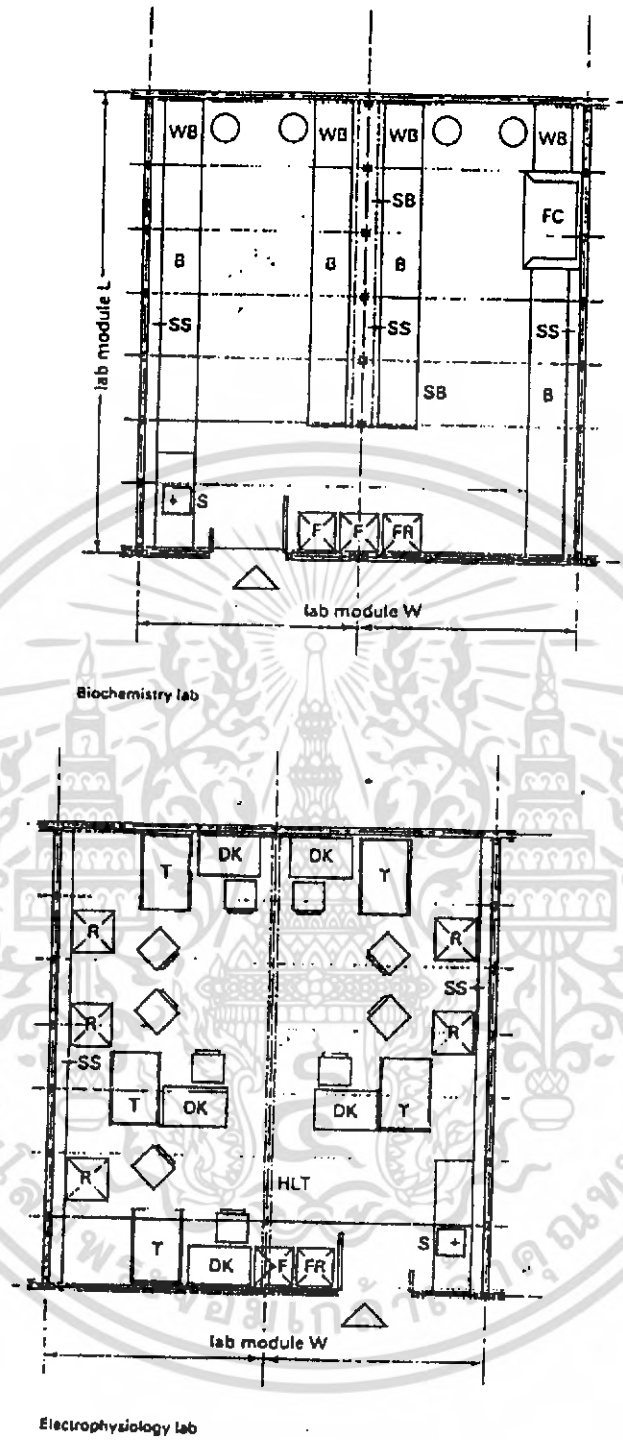 WB WB WB WB
SB FC
B B B
SS SS SS
SB B
S
F F FR
lab module L
lab module W
Biochemistry lab
DK DK
T T
R R
SS
R R
SS
T DK DK T
R
HLT
S
T DK F FR
lab module W
Electrophysiology lab